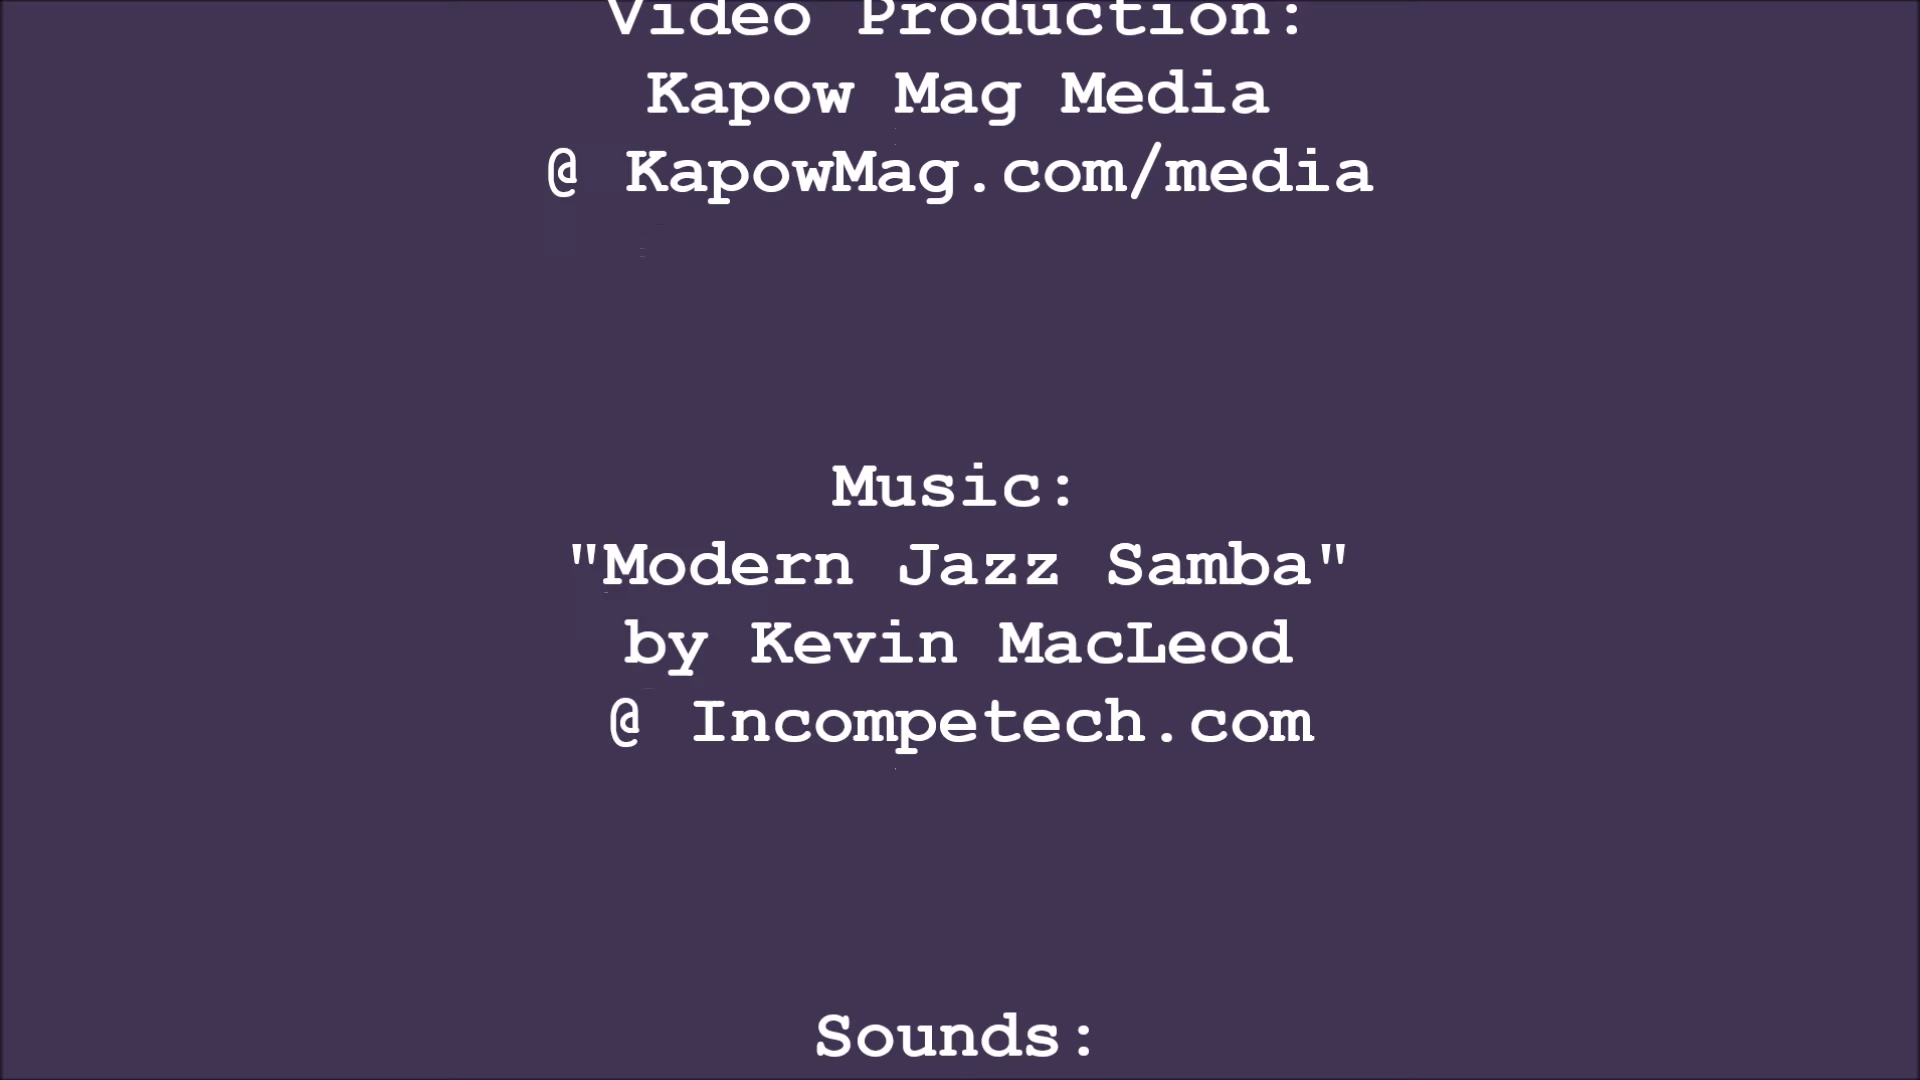 Video Production:
Kapow Mag Media
@ KapowMag.com/media
Music:
"Modern Jazz Samba"
by Kevin MacLeod
@ Incompetech.com
Sounds: